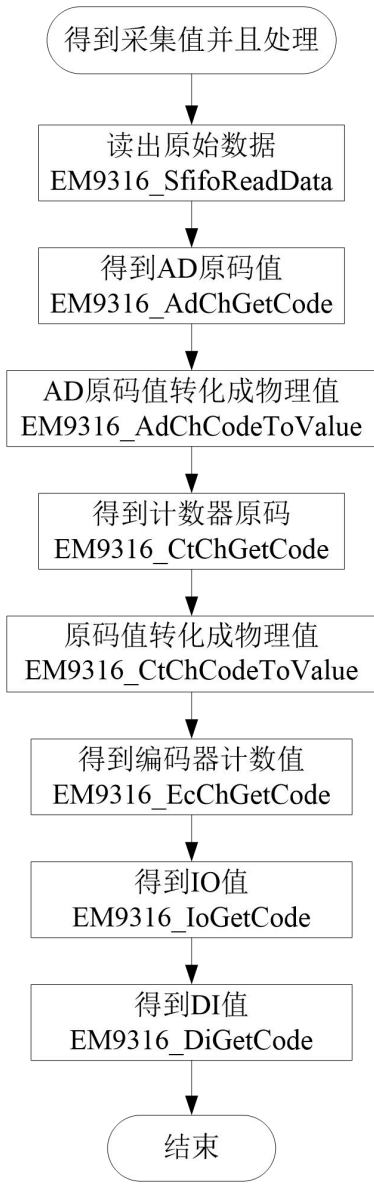 得到采集值并且处理
读出原始数据
EM9316_SfifoReadData
得到AD原码值
EM9316_AdChGetCode
AD原码值转化成物理值
EM9316_AdChCodeToValue
得到计数器原码
EM9316_CtChGetCode
原码值转化成物理值
EM9316_CtChCodeToValue
得到编码器计数值
EM9316_EcChGetCode
得到IO值
EM9316_IoGetCode
得到DI值
EM9316_DiGetCode
结束